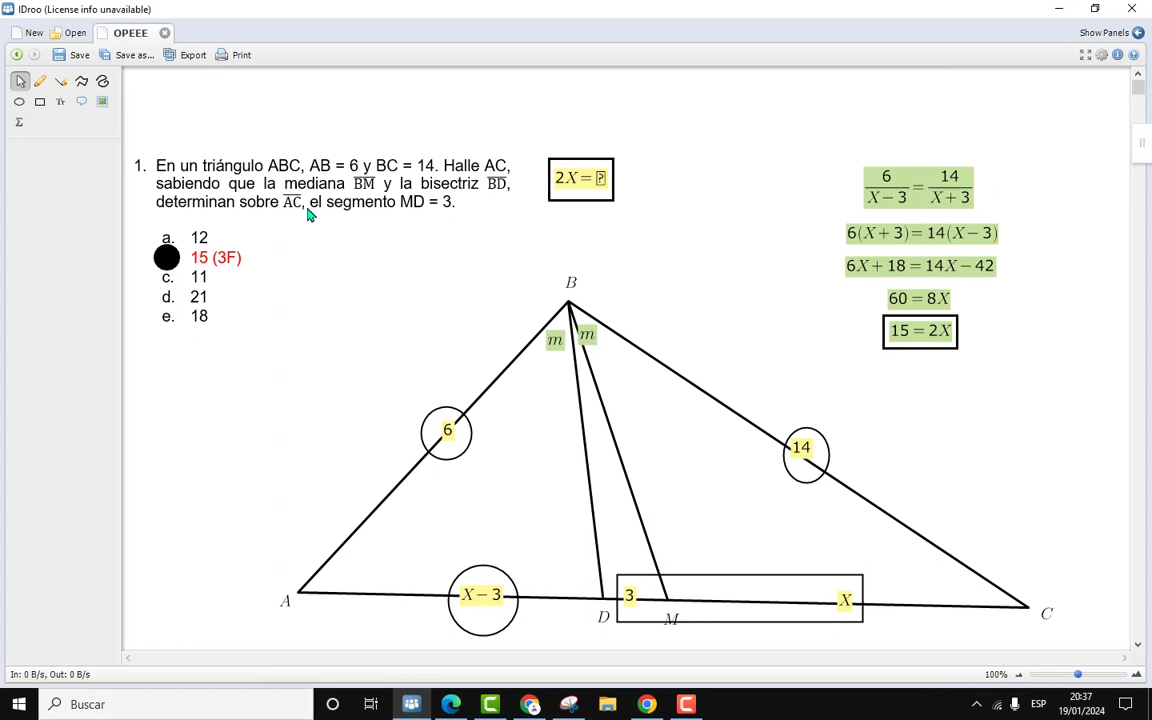 IDroo (License info unavailable)
New Open OPEEE Show Panels
Save Save as... Export Print
Tr
Σ
1. En un triángulo ABC, AB = 6 y BC = 14. Halle AC,
sabiendo que la mediana B̅M̅ y la bisectriz B̅D̅,
determinan sobre A̅C̅, el segmento MD = 3.
a. 12
15 (3F)
c. 11
d. 21
e. 18
2X = ?
6/(X − 3) = 14/(X + 3)
6(X + 3) = 14(X − 3)
6X + 18 = 14X − 42
60 = 8X
15 = 2X
B
m m
6
14
X − 3 3 X
A D M C
In: 0 B/s, Out: 0 B/s 100%
Buscar
ESP 20:37
19/01/2024